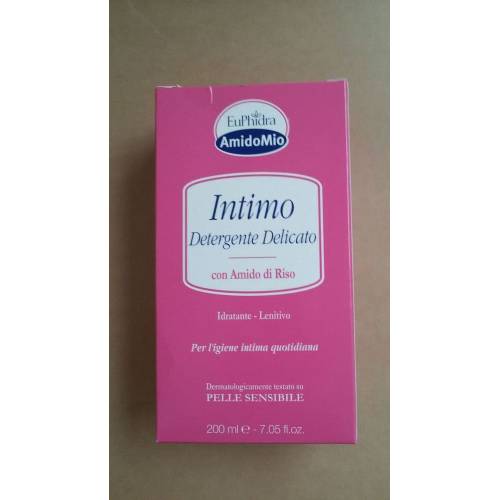 EuPhidra
AmidoMio
Intimo
Detergente Delicato
con Amido di Riso
Idratante - Lenitivo
Per l'igiene intima quotidiana
Dermatologicamente testato su
PELLE SENSIBILE
200 ml ℮ - 7.05 fl.oz.